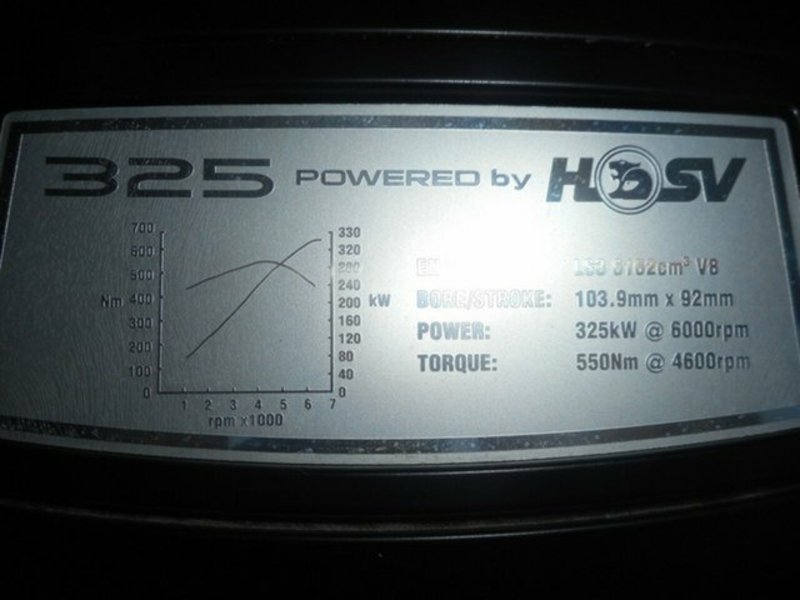 325 POWERED by HSV
700
600
500
400
300
200
100
0
Nm
330
320
280
240
200
160
120
80
40
0
kW
1 2 3 4 5 6 7
rpm x1000
cm³ V8
BORE/STROKE: 103.9mm x 92mm
POWER: 325kW @ 6000rpm
TORQUE: 550Nm @ 4600rpm